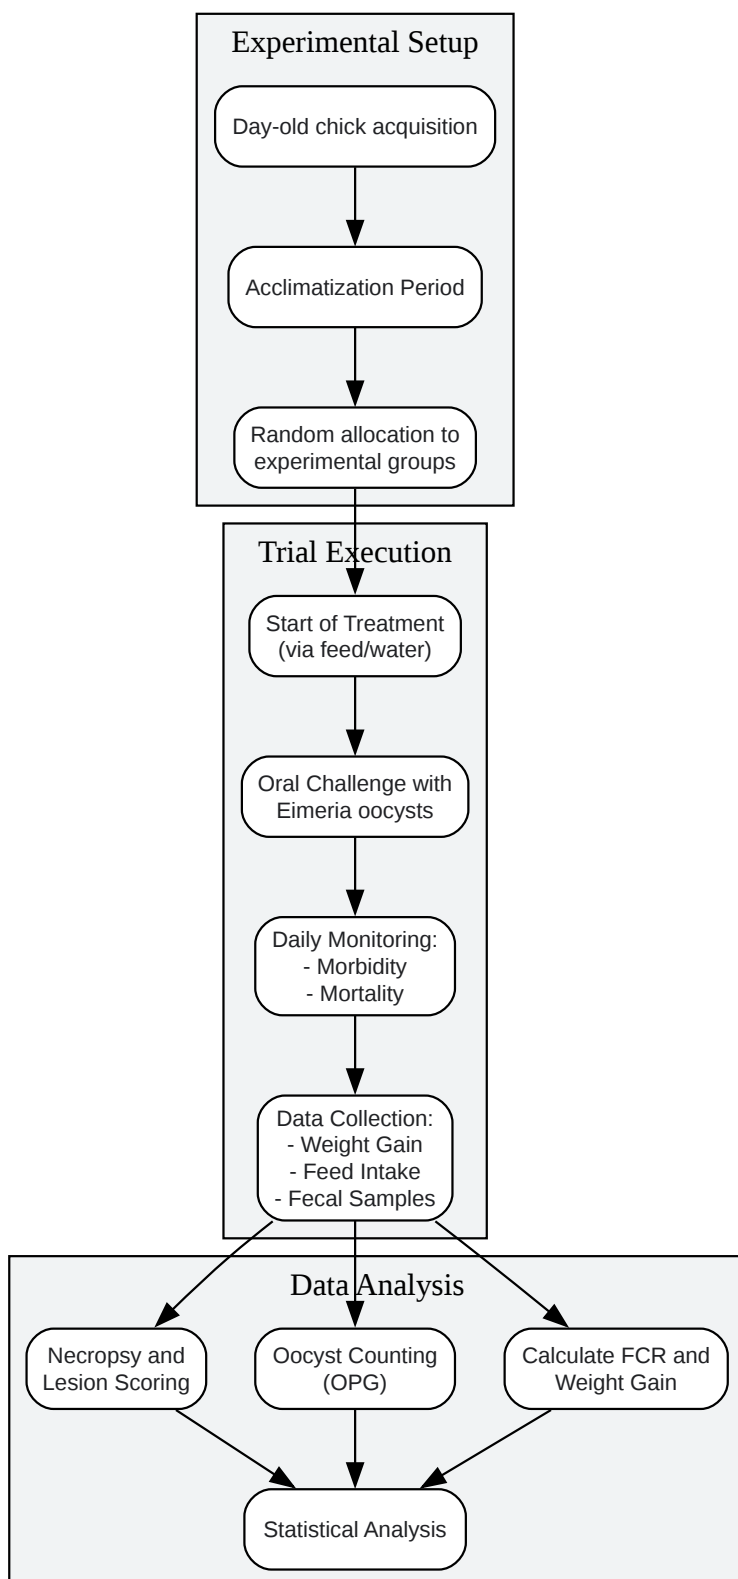 Experimental Setup
Day-old chick acquisition
Acclimatization Period
Random allocation to
experimental groups
Trial Execution
Start of Treatment
(via feed/water)
Oral Challenge with
Eimeria oocysts
Daily Monitoring:
- Morbidity
- Mortality
Data Collection:
- Weight Gain
- Feed Intake
- Fecal Samples
Data Analysis
Necropsy and
Lesion Scoring
Oocyst Counting
(OPG)
Calculate FCR and
Weight Gain
Statistical Analysis